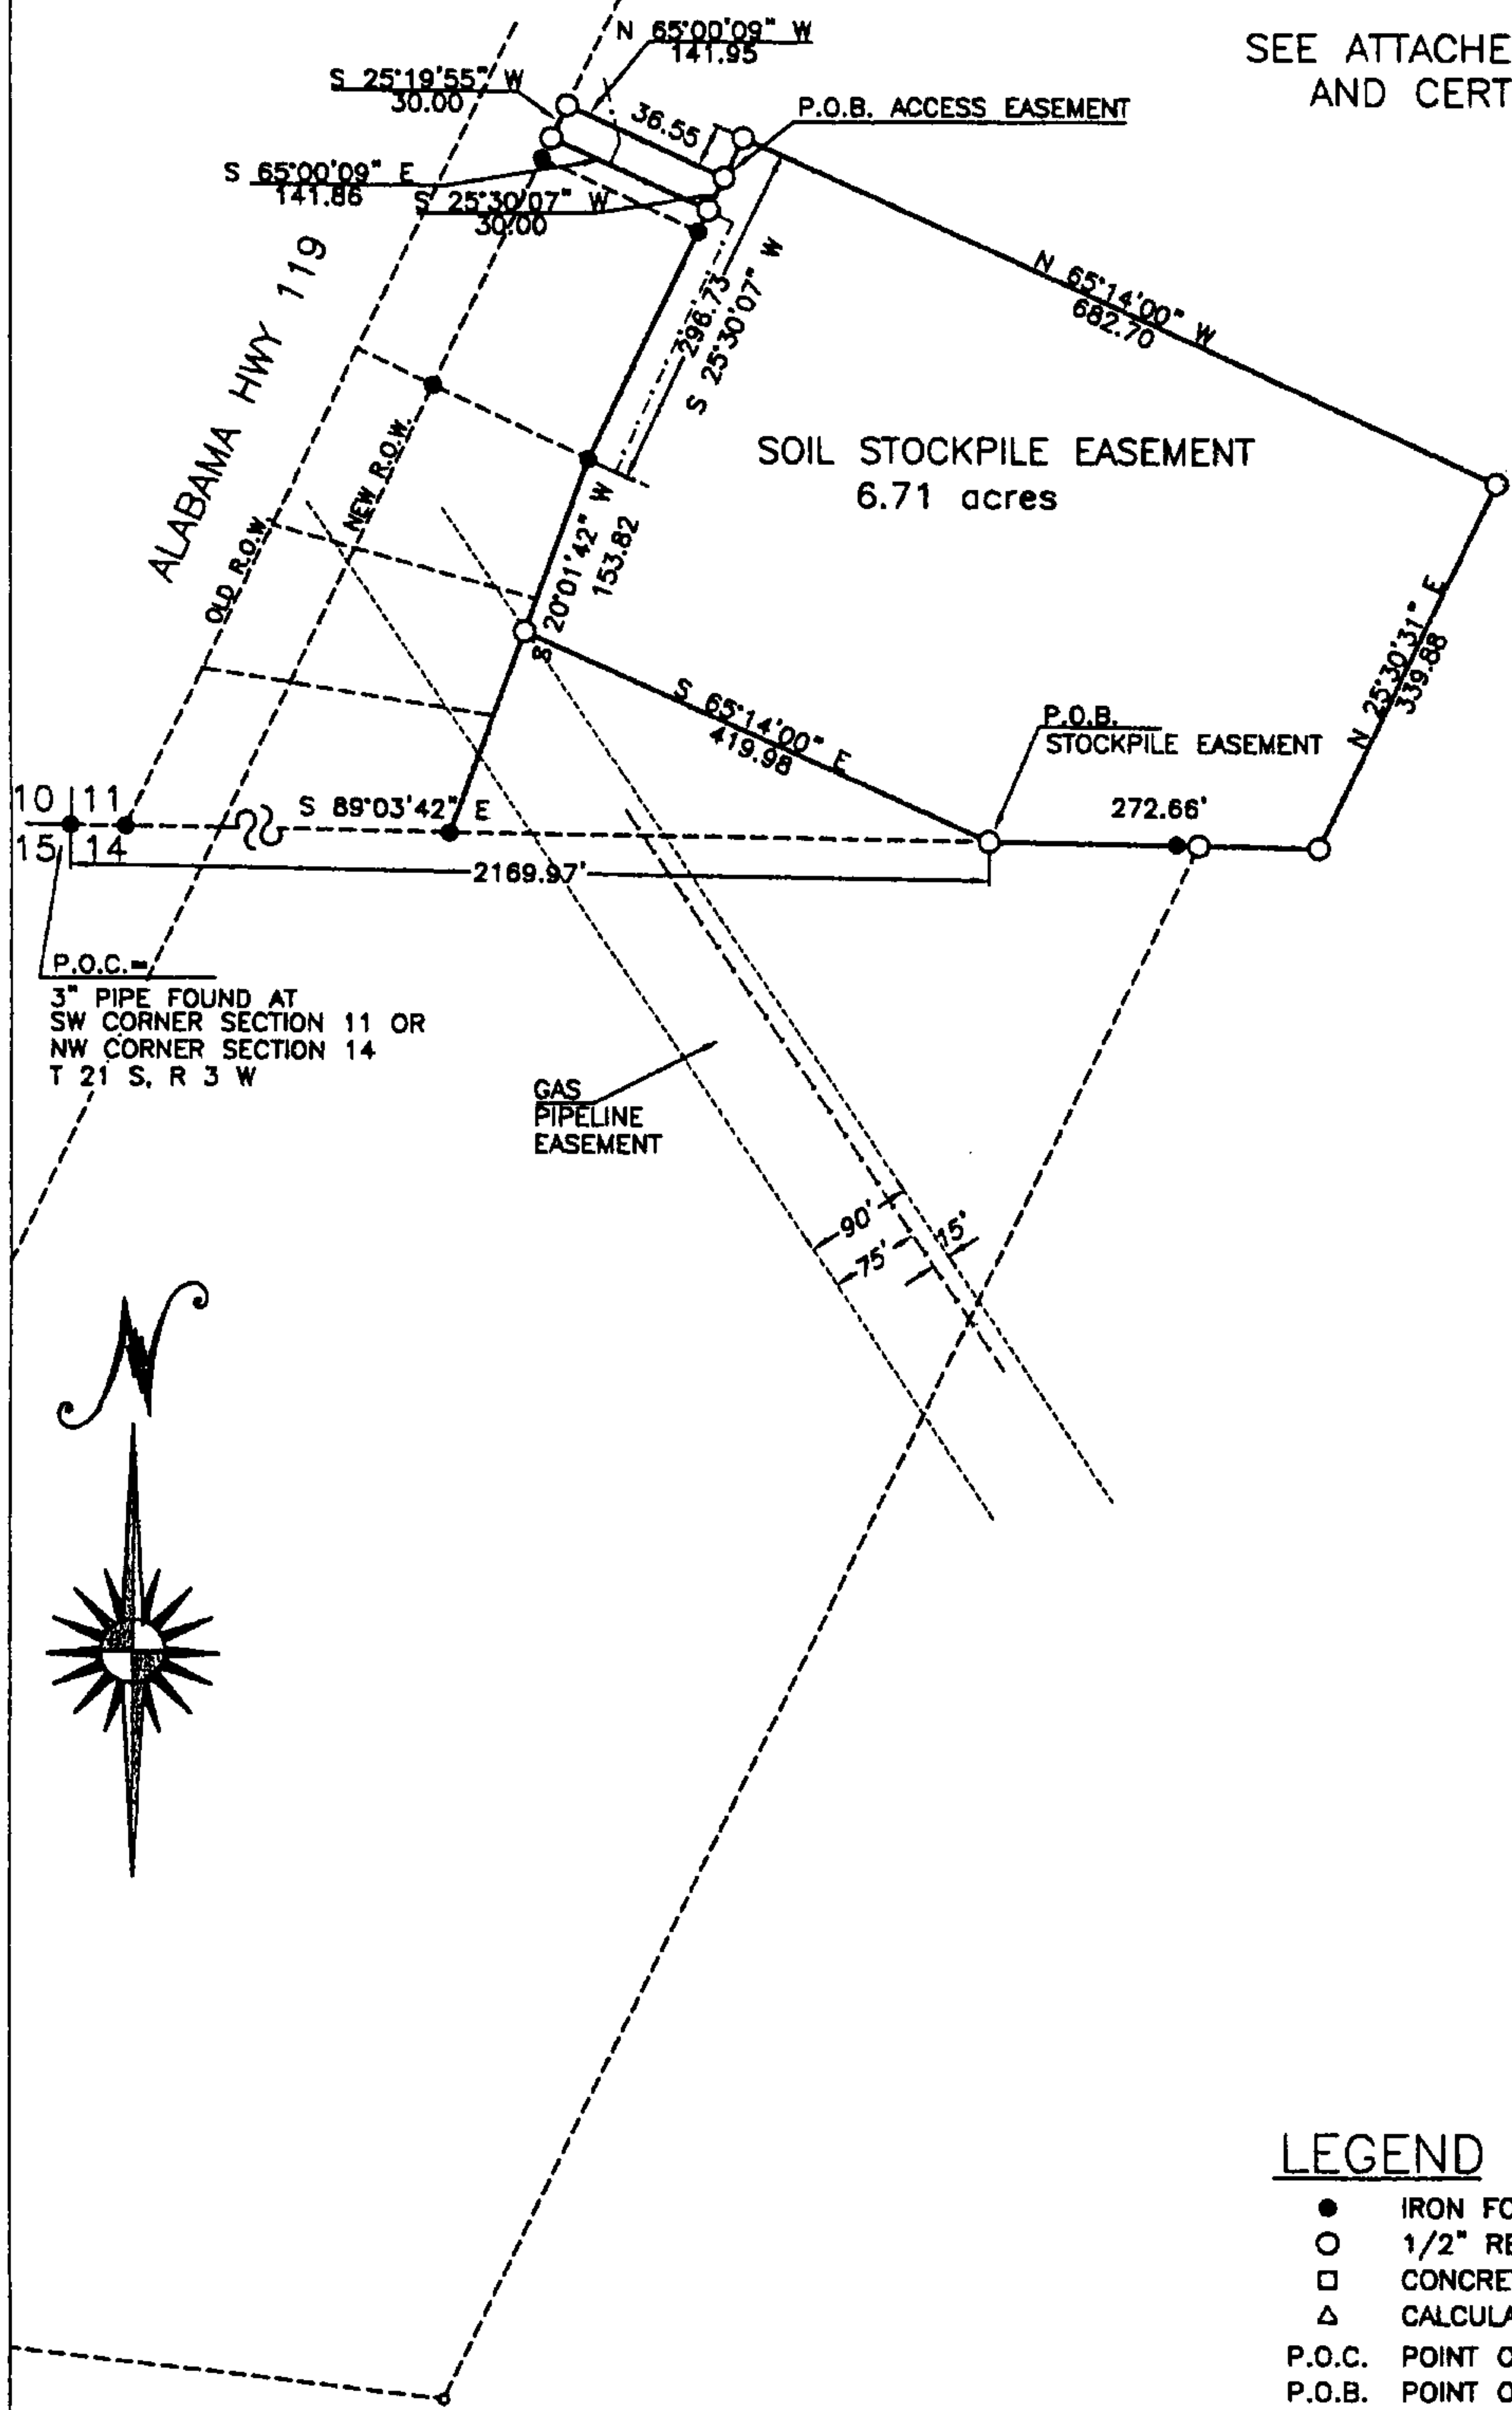 SEE ATTACHE
AND CERT
N 65°00'09" W
141.95
S 25°19'55" W
30.00
36.55
P.O.B. ACCESS EASEMENT
S 65°00'09" E
141.86
S 25°30'07" W
30.00
ALABAMA HWY 119
298.73
S 25°30'07" W
N 65°14'00" W
682.70
SOIL STOCKPILE EASEMENT
6.71 acres
OLD R.O.W.
NEW R.O.W.
S 20°01'42" W
153.82
S 65°14'00" E
419.98
N 25°30'31" E
339.88
P.O.B.
STOCKPILE EASEMENT
10 11
15 14
S 89°03'42" E
272.66'
2169.97'
P.O.C.=
3" PIPE FOUND AT
SW CORNER SECTION 11 OR
NW CORNER SECTION 14
T 21 S, R 3 W
GAS
PIPELINE
EASEMENT
90'
75'
15'
N
LEGEND
IRON FO
1/2" RE
CONCRE
CALCULA
P.O.C. POINT O
P.O.B. POINT O